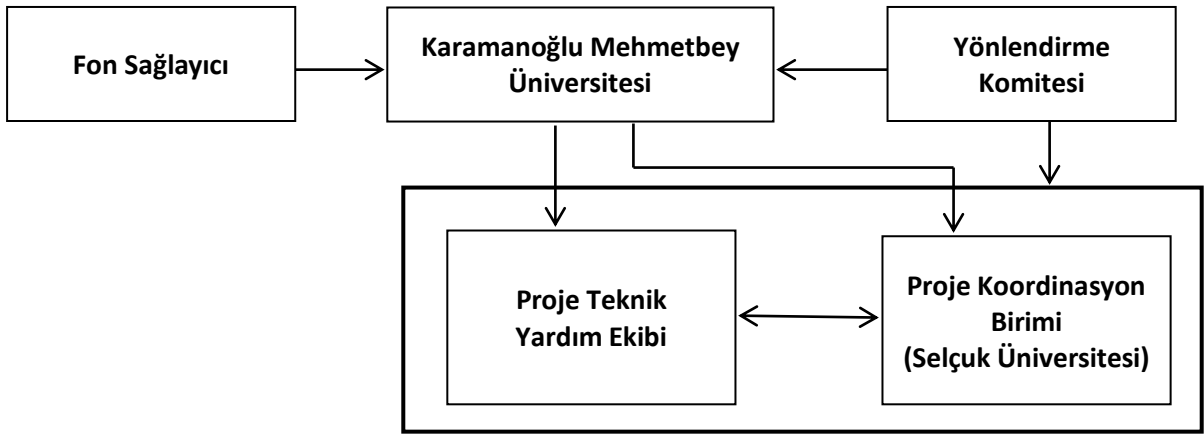 Fon Sağlayıcı
Karamanoğlu Mehmetbey
Üniversitesi
Yönlendirme
Komitesi
Proje Teknik
Yardım Ekibi
Proje Koordinasyon
Birimi
(Selçuk Üniversitesi)